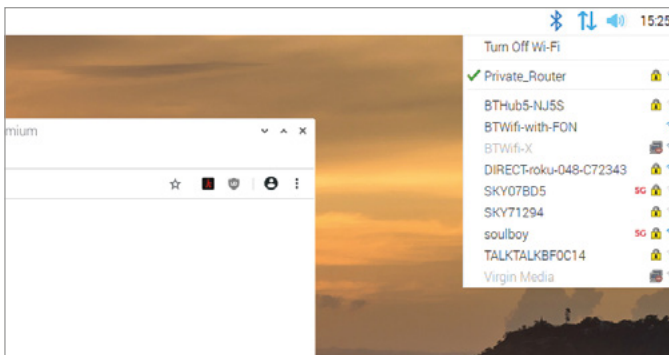 15:25
Turn Off Wi-Fi
Private_Router
BTHub5-NJ5S
BTWifi-with-FON
BTWifi-X
DIRECT-roku-048-C72343
SKY07BD5 5G
SKY71294
soulboy 5G
TALKTALKBF0C14
Virgin Media
mium